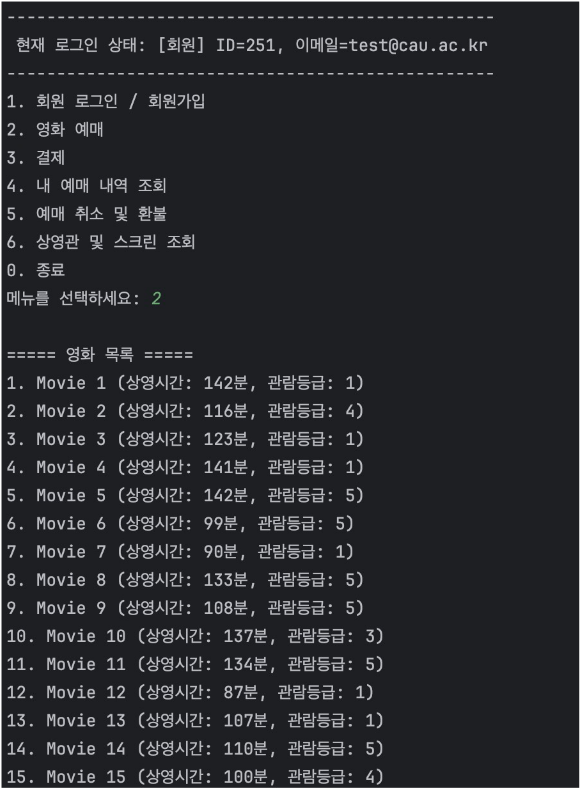 -------------------------------------------------
현재 로그인 상태: [회원] ID=251, 이메일=test@cau.ac.kr
-------------------------------------------------
1. 회원 로그인 / 회원가입
2. 영화 예매
3. 결제
4. 내 예매 내역 조회
5. 예매 취소 및 환불
6. 상영관 및 스크린 조회
0. 종료
메뉴를 선택하세요: 2
===== 영화 목록 =====
1. Movie 1 (상영시간: 142분, 관람등급: 1)
2. Movie 2 (상영시간: 116분, 관람등급: 4)
3. Movie 3 (상영시간: 123분, 관람등급: 1)
4. Movie 4 (상영시간: 141분, 관람등급: 1)
5. Movie 5 (상영시간: 142분, 관람등급: 5)
6. Movie 6 (상영시간: 99분, 관람등급: 5)
7. Movie 7 (상영시간: 90분, 관람등급: 1)
8. Movie 8 (상영시간: 133분, 관람등급: 5)
9. Movie 9 (상영시간: 108분, 관람등급: 5)
10. Movie 10 (상영시간: 137분, 관람등급: 3)
11. Movie 11 (상영시간: 134분, 관람등급: 5)
12. Movie 12 (상영시간: 87분, 관람등급: 1)
13. Movie 13 (상영시간: 107분, 관람등급: 1)
14. Movie 14 (상영시간: 110분, 관람등급: 5)
15. Movie 15 (상영시간: 100분, 관람등급: 4)